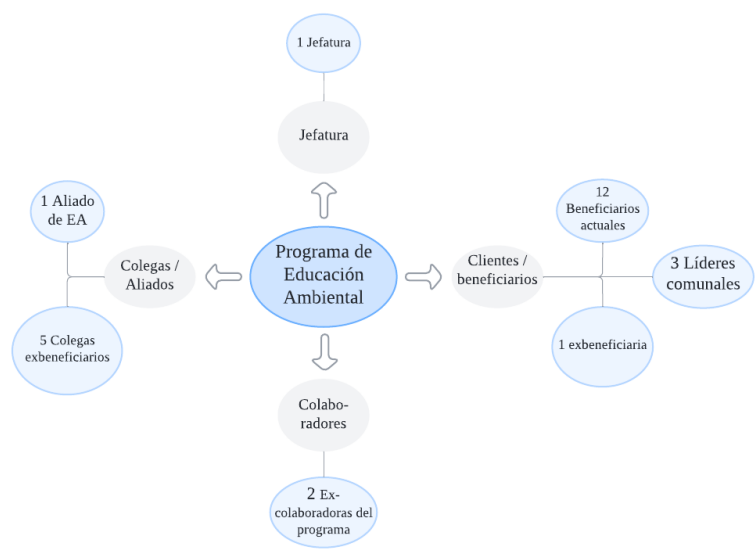 1 Jefatura
Jefatura
1 Aliado
de EA
Colegas /
Aliados
5 Colegas
exbeneficiarios
Programa de
Educación
Ambiental
Clientes /
beneficiarios
12
Beneficiarios
actuales
3 Líderes
comunales
1 exbeneficiaria
Colabo-
radores
2 Ex-
colaboradoras del
programa